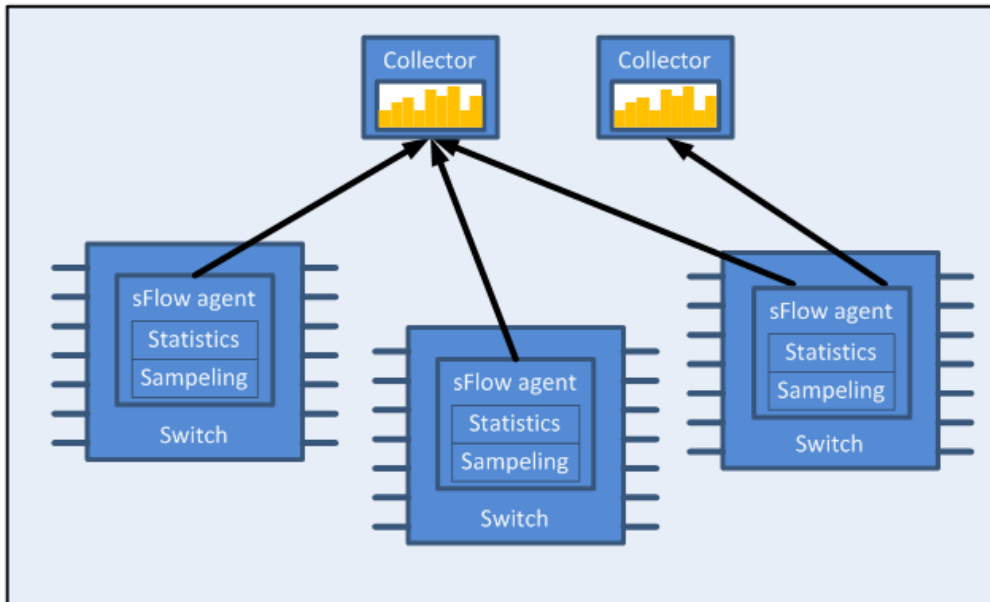 Collector
Collector
sFlow agent
Statistics
Sampeling
Switch
sFlow agent
Statistics
Sampeling
Switch
sFlow agent
Statistics
Sampeling
Switch